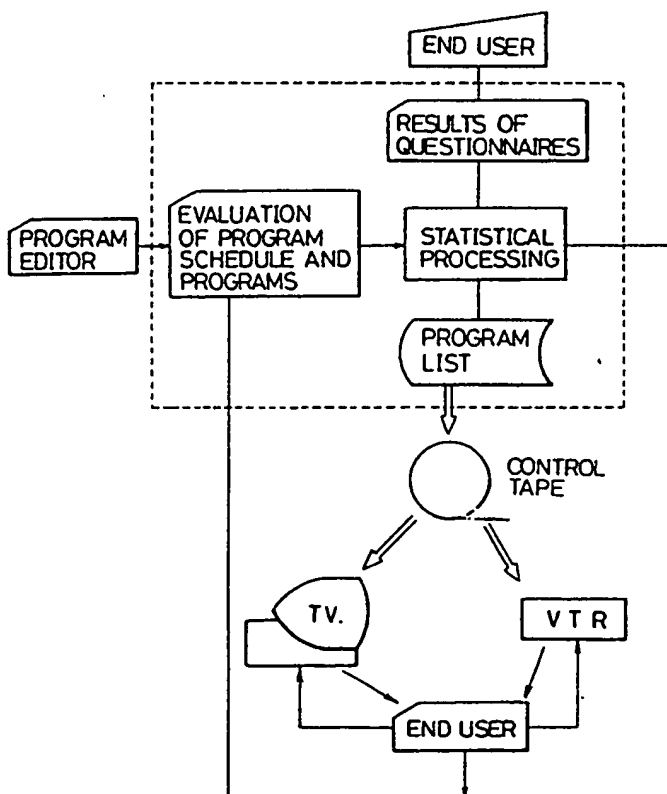 END USER
RESULTS OF
QUESTIONNAIRES
PROGRAM
EDITOR
EVALUATION
OF PROGRAM
SCHEDULE AND
PROGRAMS
STATISTICAL
PROCESSING
PROGRAM
LIST
CONTROL
TAPE
TV.
VTR
END USER